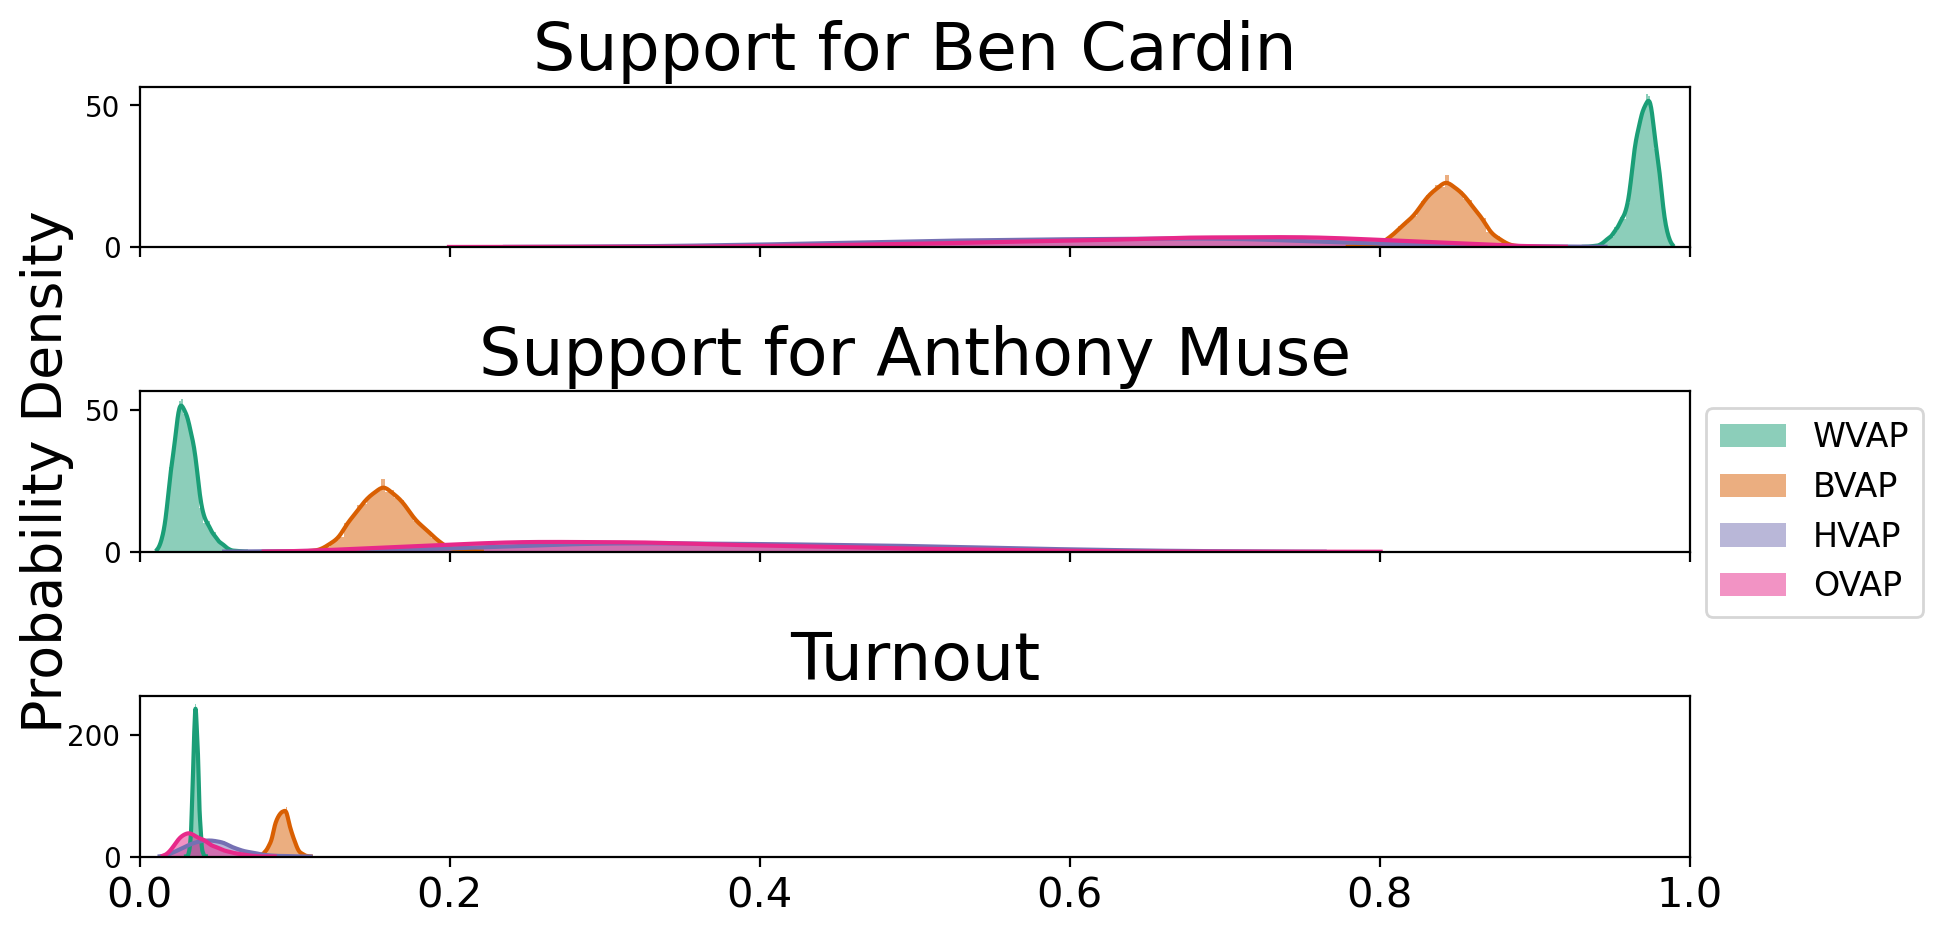 Support for Ben Cardin
50
0
Support for Anthony Muse
50
0
Probability Density
WVAP
BVAP
HVAP
OVAP
Turnout
200
0
0.0 0.2 0.4 0.6 0.8 1.0